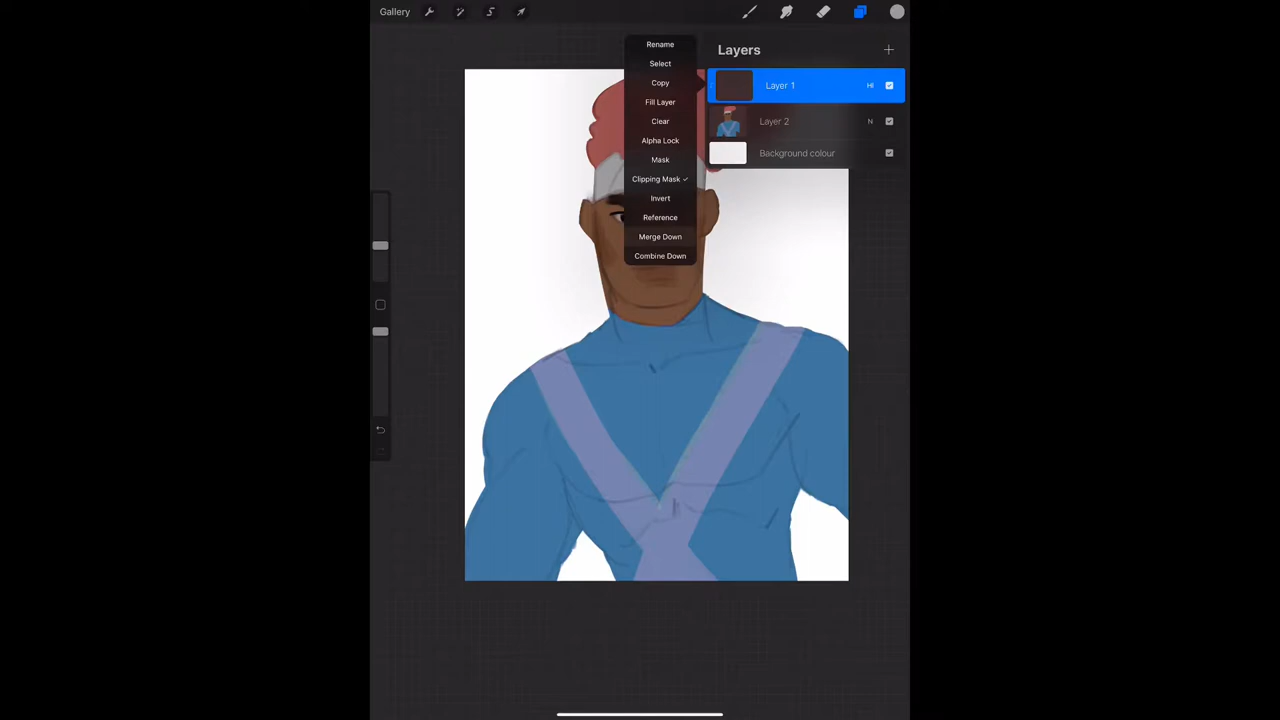 Gallery
Layers
Rename
Select
Copy
Fill Layer
Clear
Alpha Lock
Mask
Clipping Mask ✓
Invert
Reference
Merge Down
Combine Down
Layer 1 HI
Layer 2 N
Background colour